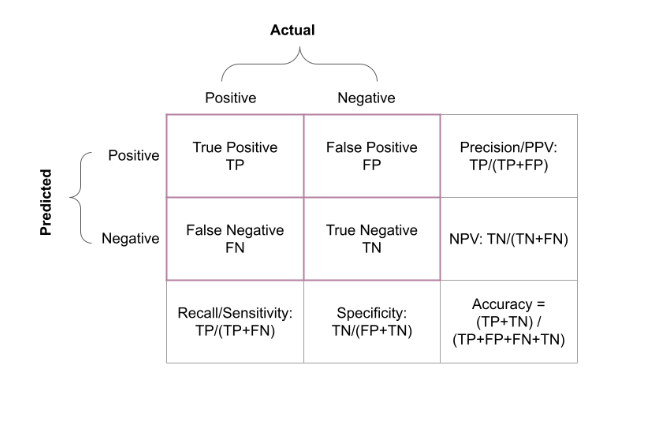 Actual
Positive
Negative
Predicted
Positive
True Positive
TP
False Positive
FP
Precision/PPV:
TP/(TP+FP)
Negative
False Negative
FN
True Negative
TN
NPV: TN/(TN+FN)
Recall/Sensitivity:
TP/(TP+FN)
Specificity:
TN/(FP+TN)
Accuracy =
(TP+TN) /
(TP+FP+FN+TN)